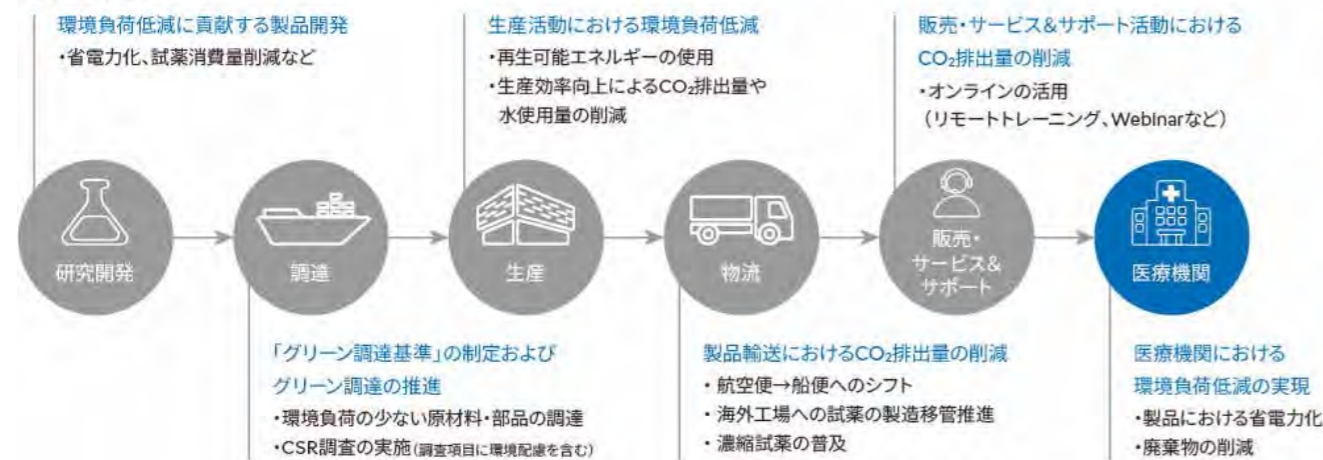 環境負荷低減に貢献する製品開発
・省電力化、試薬消費量削減など
生産活動における環境負荷低減
・再生可能エネルギーの使用
・生産効率向上によるCO₂排出量や
水使用量の削減
販売・サービス&サポート活動における
CO₂排出量の削減
・オンラインの活用
（リモートトレーニング、Webinarなど）
研究開発
調達
生産
物流
販売・
サービス&
サポート
医療機関
「グリーン調達基準」の制定および
グリーン調達の推進
・環境負荷の少ない原材料・部品の調達
・CSR調査の実施（調査項目に環境配慮を含む）
製品輸送におけるCO₂排出量の削減
・航空便→船便へのシフト
・海外工場への試薬の製造移管推進
・濃縮試薬の普及
医療機関における
環境負荷低減の実現
・製品における省電力化
・廃棄物の削減